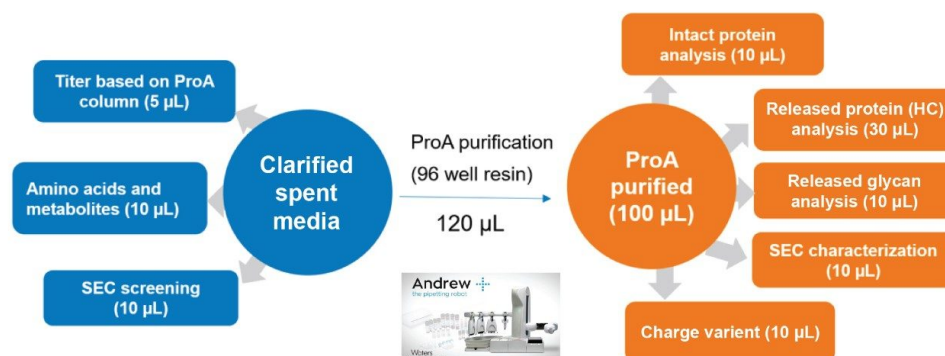 Titer based on ProA
column (5 µL)
Amino acids and
metabolites (10 µL)
SEC screening
(10 µL)
Clarified
spent
media
ProA purification
(96 well resin)
120 µL
Andrew
the pipetting robot
Waters
ProA
purified
(100 µL)
Intact protein
analysis (10 µL)
Released protein (HC)
analysis (30 µL)
Released glycan
analysis (10 µL)
SEC characterization
(10 µL)
Charge varient (10 µL)